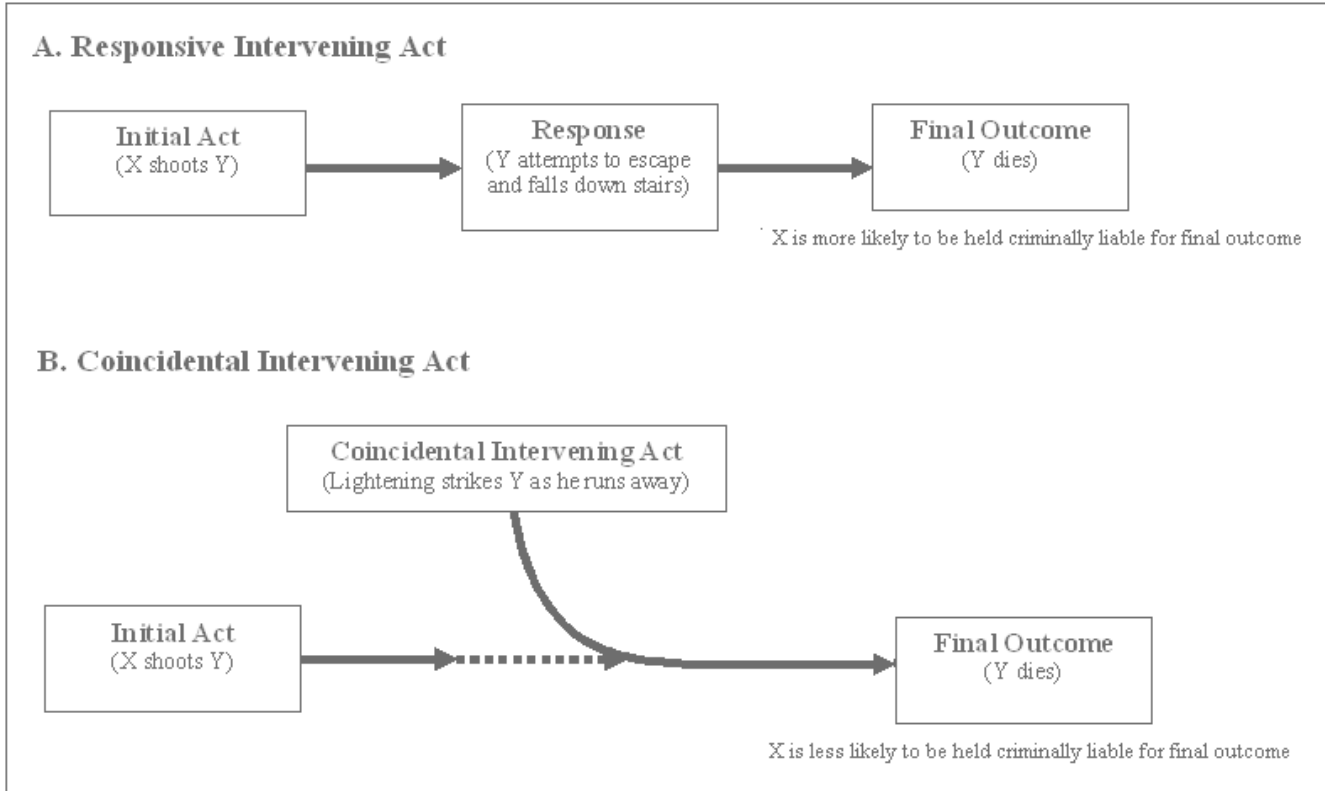 A. Responsive Intervening Act
Initial Act
(X shoots Y)
Response
(Y attempts to escape
and falls down stairs)
Final Outcome
(Y dies)
X is more likely to be held criminally liable for final outcome
B. Coincidental Intervening Act
Coincidental Intervening Act
(Lightening strikes Y as he runs away)
Initial Act
(X shoots Y)
Final Outcome
(Y dies)
X is less likely to be held criminally liable for final outcome